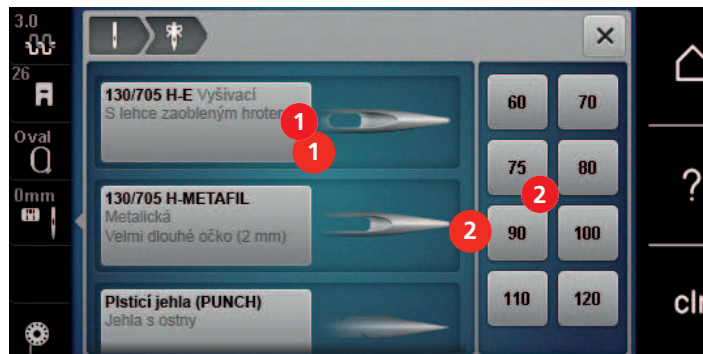 3.0
26
Oval
0mm
130/705 H-E Vyšívací
S lehce zaobleným hrotem
1
1
130/705 H-METAFIL
Metalická
Velmi dlouhé očko (2 mm)
2
Plsticí jehla (PUNCH)
Jehla s ostny
60 70
75 80
2
90 100
110 120
?
clr